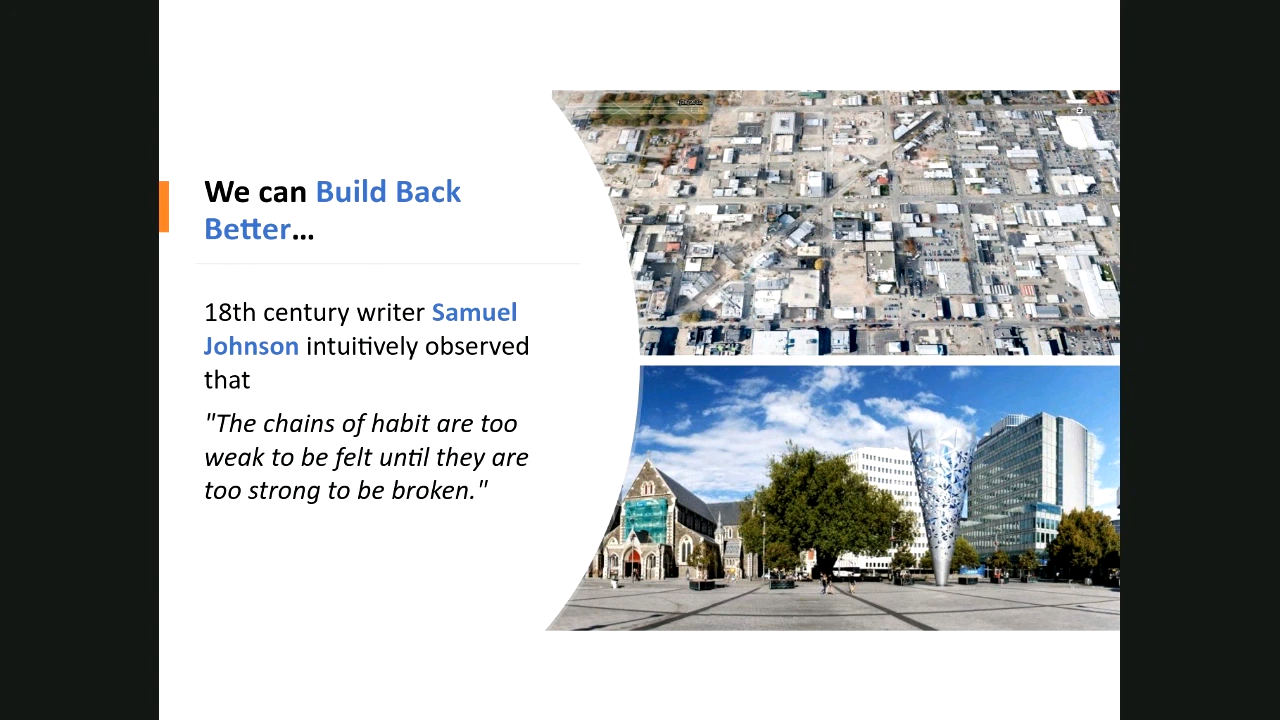 We can Build Back
Better...
18th century writer Samuel
Johnson intuitively observed
that
"The chains of habit are too
weak to be felt until they are
too strong to be broken."